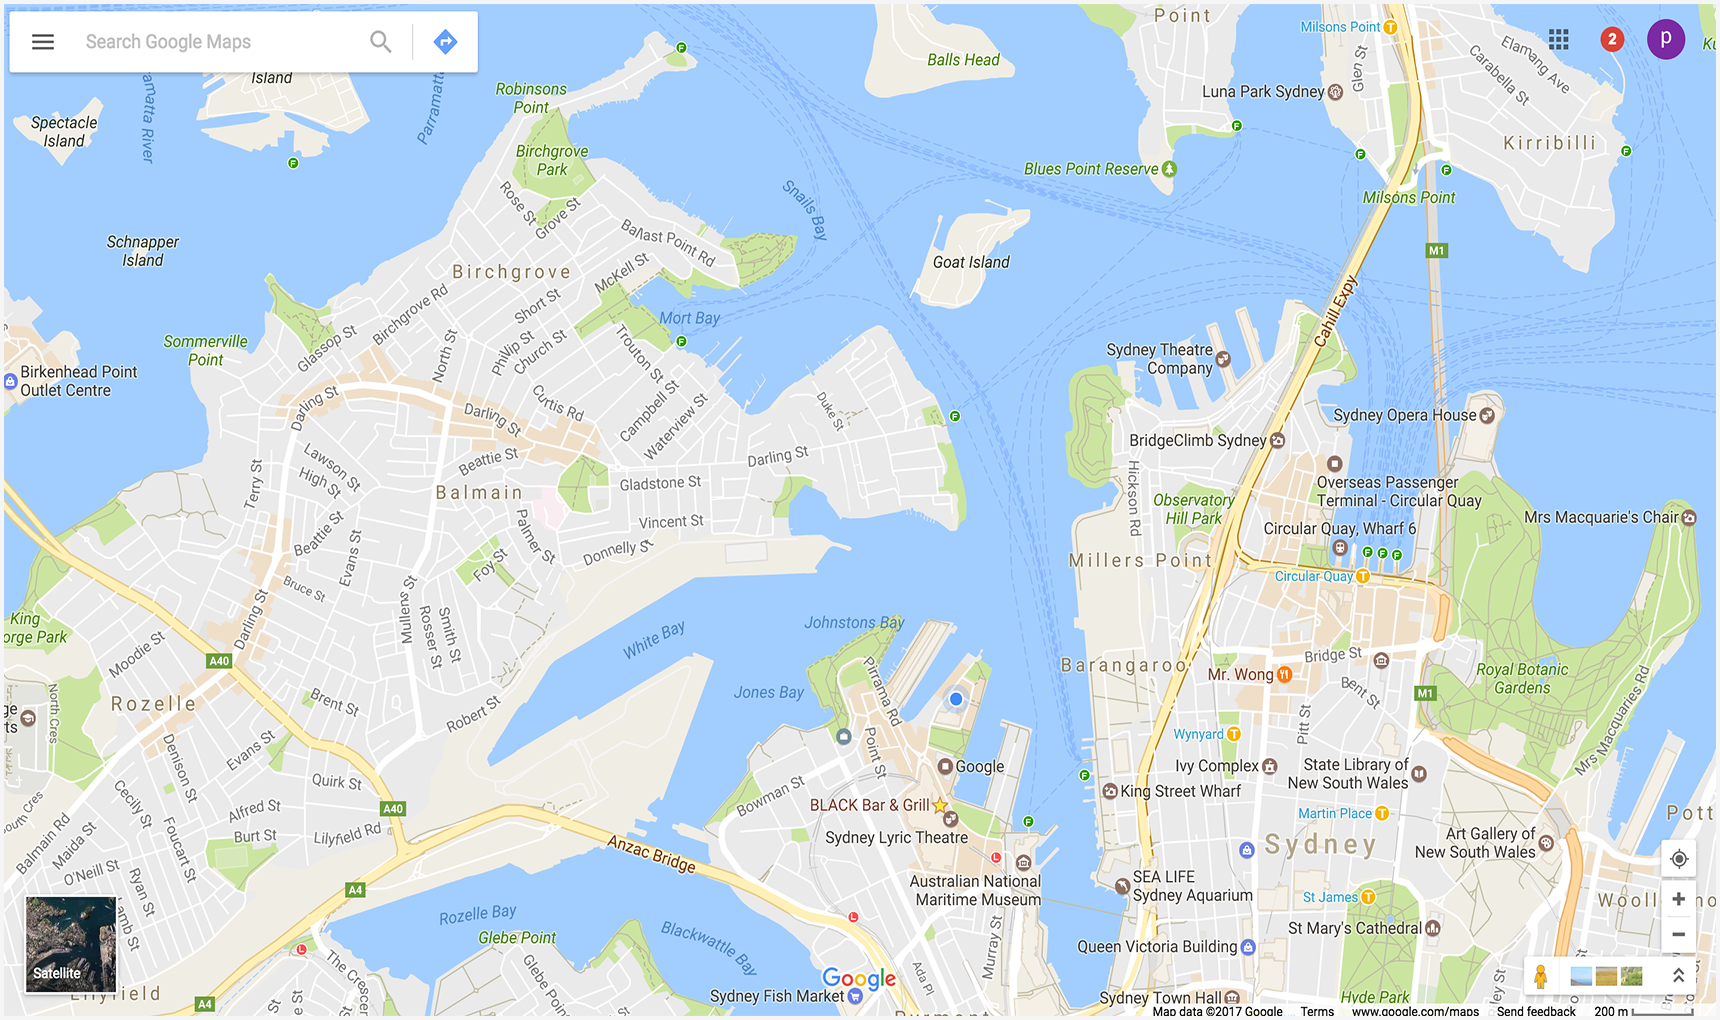 Search Google Maps
2
p
Point
Milsons Point
Glen St
Elamang Ave
Carabella St
Island
Parramatta River
Balls Head
Luna Park Sydney
Robinsons
Point
Spectacle
Island
Kirribilli
Birchgrove
Park
Blues Point Reserve
Milsons Point
Rose St
Grove St
Snails Bay
Ballast Point Rd
Schnapper
Island
M1
Goat Island
Birchgrove
McKell St
Cahill Expy
Birchgrove Rd
Short St
Mort Bay
Sommerville
Point
Glassop St
North St
Phillip St
Church St
Trouton St
Sydney Theatre
Company
Birkenhead Point
Outlet Centre
Darling St
Curtis Rd
Campbell St
Waterview St
Duke St
Darling St
Sydney Opera House
BridgeClimb Sydney
Beattie St
Darling St
Lawson St
High St
Terry St
Balmain
Gladstone St
Hickson Rd
Overseas Passenger
Terminal - Circular Quay
Observatory
Hill Park
Mrs Macquarie's Chair
Beattie St
Evans St
Palmer St
Vincent St
Circular Quay, Wharf 6
Donnelly St
Foy St
Millers Point
Circular Quay
Bruce St
Mullens St
Rosser St
Smith St
King
orge Park
Darling St
Johnstons Bay
White Bay
Moodie St
A40
Barangaroo
Bridge St
Mr. Wong
Royal Botanic
Gardens
Bent St
M1
Pirrama Rd
Jones Bay
Rozelle
Brent St
Robert St
North Cres
ge
ts
Denison St
Evans St
Point St
Wynyard
Pitt St
Mrs Macquaries Rd
Google
Ivy Complex
State Library of
New South Wales
Quirk St
Cecily St
Bowman St
King Street Wharf
BLACK Bar & Grill
Martin Place
A40
Alfred St
Burt St
Lilyfield Rd
Foucart St
outh Cres
Balmain Rd
Maida St
O'Neill St
Ryan St
amb St
Sydney Lyric Theatre
Sydney
Art Gallery of
New South Wales
Pott
Anzac Bridge
A4
Australian National
Maritime Museum
SEA LIFE
Sydney Aquarium
St James
Wooll
mo
Rozelle Bay
Glebe Point
Blackwattle Bay
St Mary's Cathedral
Queen Victoria Building
Murray St
Satellite
Lilyfield
A4
The Crescent
Glebe Poin
Ada Pl
Google
Sydney Fish Market
Sydney Town Hall
Hyde Park
Map data ©2017 Google
Terms
www.google.com/maps
Send feedback
200 m